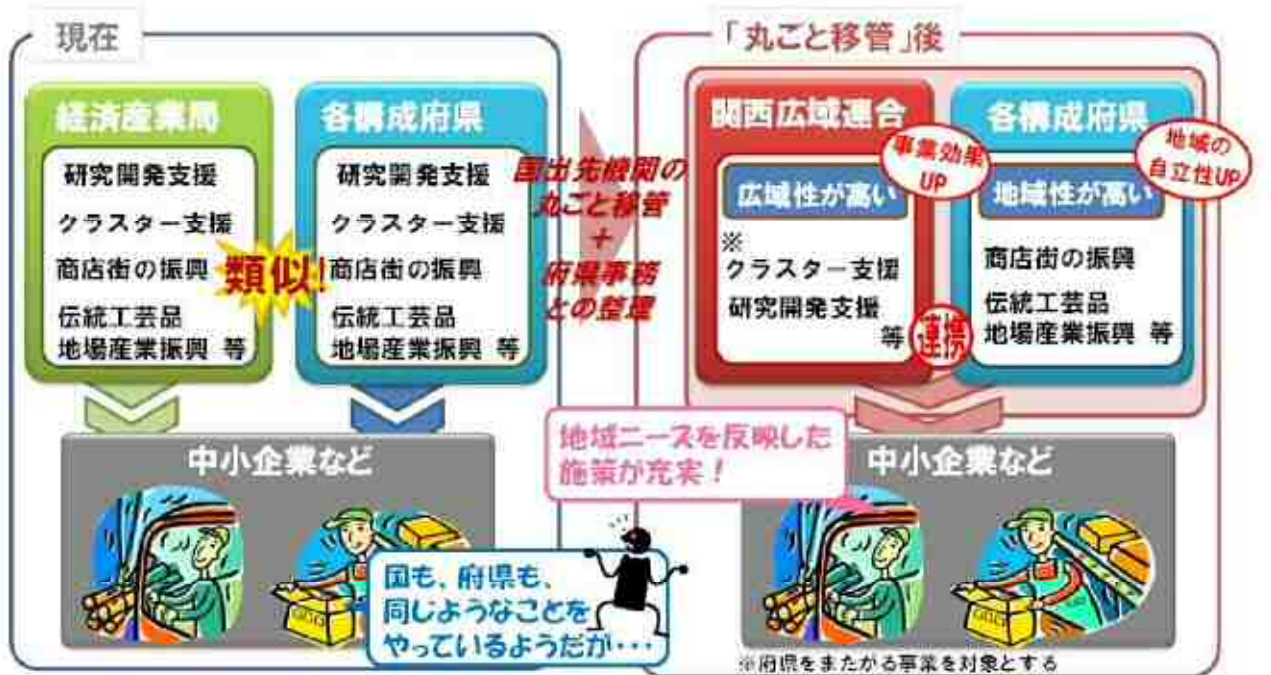 現在
経済産業局
研究開発支援
クラスター支援
商店街の振興
伝統工芸品
地場産業振興 等
各構成府県
研究開発支援
クラスター支援
商店街の振興
伝統工芸品
地場産業振興 等
類似!
中小企業など
国も、府県も、
同じようなことを
やっているようだが・・・
国出先機関の
丸ごと移管
+
府県事務
との整理
「丸ごと移管」後
関西広域連合
事業効果
UP
広域性が高い
※
クラスター支援
研究開発支援
等
連携
各構成府県
地域の
自立性UP
地域性が高い
商店街の振興
伝統工芸品
地場産業振興 等
地域ニーズを反映した
施策が充実!
中小企業など
※府県をまたがる事業を対象とする